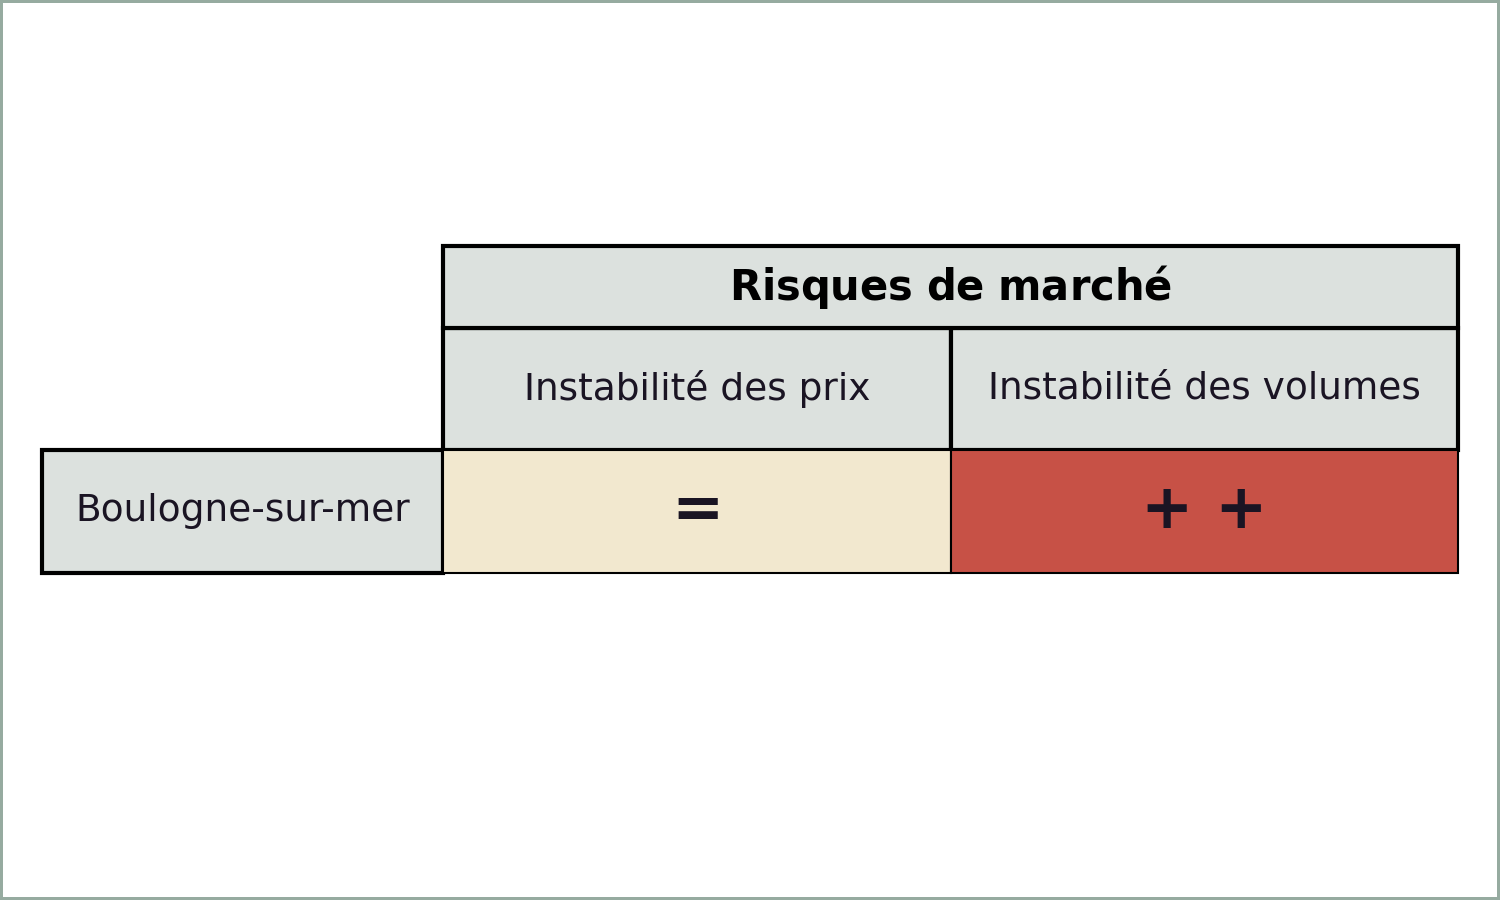 Risques de marché
Instabilité des prix
Instabilité des volumes
Boulogne-sur-mer
=
+ +